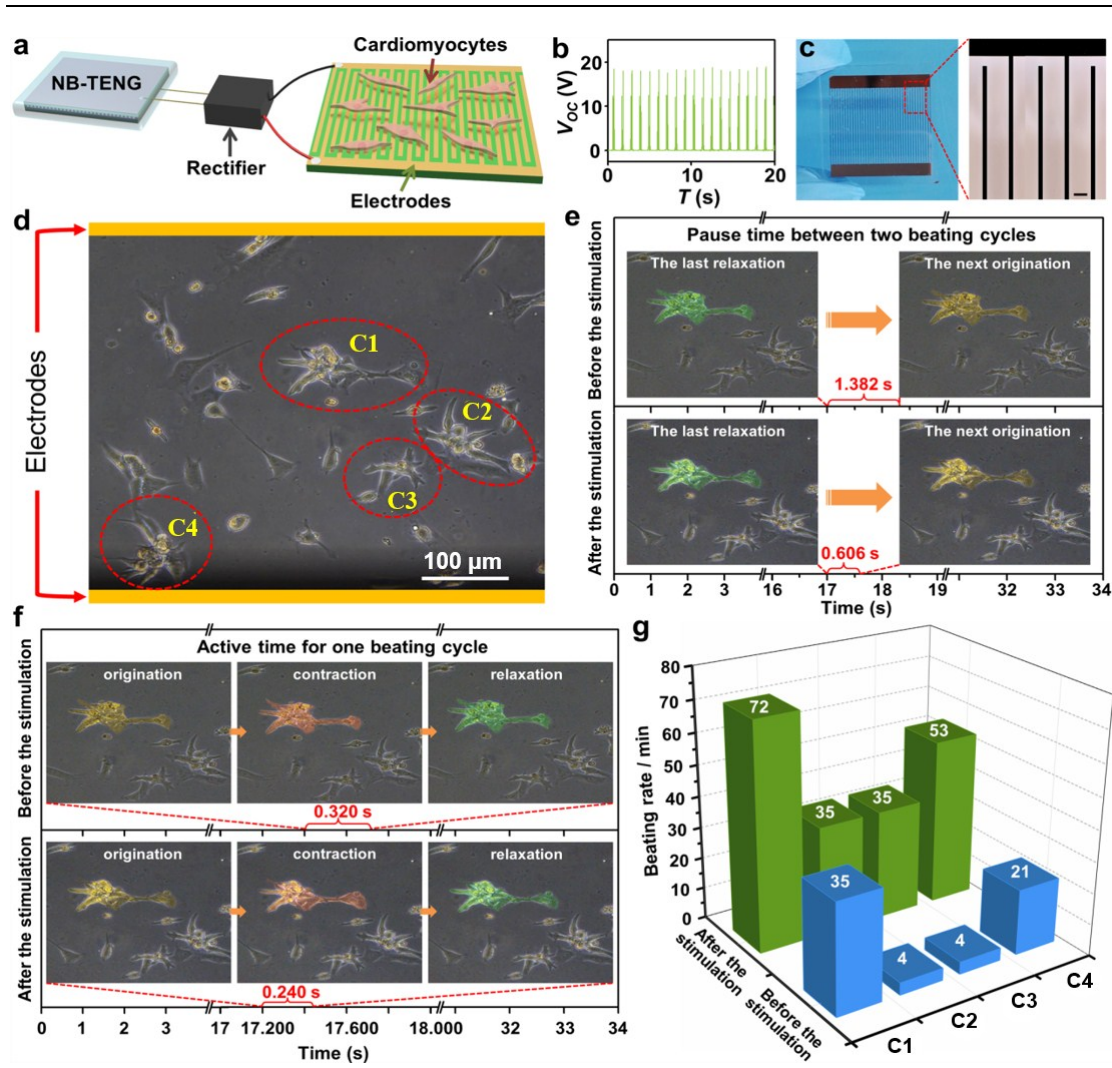 a
NB-TENG
Cardiomyocytes
Rectifier
Electrodes
b
V_OC (V)
20
10
0
0 10 20
T (s)
c
d
Electrodes
C1
C2
C3
C4
100 µm
e
Pause time between two beating cycles
Before the stimulation
The last relaxation
The next origination
1.382 s
After the stimulation
The last relaxation
The next origination
0.606 s
0 1 2 3 16 17 18 19 32 33 34
Time (s)
f
Active time for one beating cycle
Before the stimulation
origination
contraction
relaxation
0.320 s
After the stimulation
origination
contraction
relaxation
0.240 s
0 1 2 3 17 17.200 17.600 18.000 32 33 34
Time (s)
g
Beating rate / min
80
70
60
50
40
30
20
10
0
72
35
35
53
35
4
4
21
After the
stimulation
Before the
stimulation
C1
C2
C3
C4